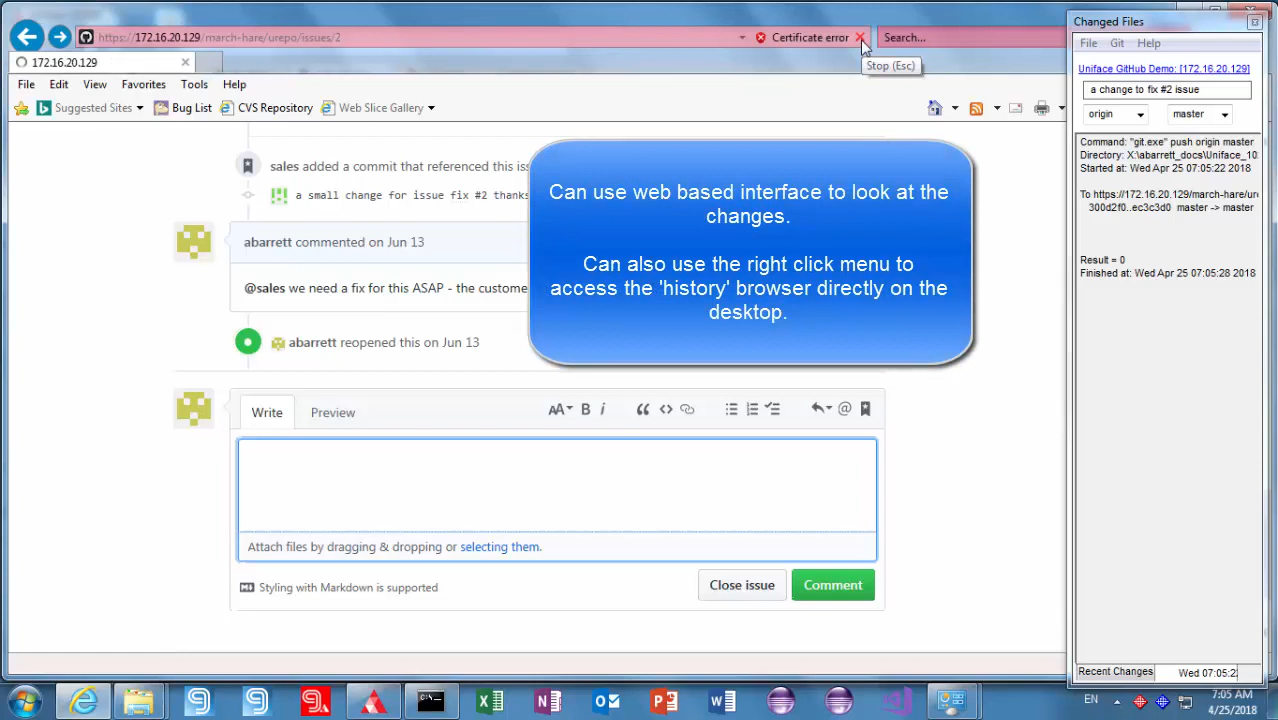 https://172.16.20.129/march-hare/urepo/issues/2
Certificate error
Search...
172.16.20.129
Stop (Esc)
File Edit View Favorites Tools Help
Suggested Sites Bug List CVS Repository Web Slice Gallery
sales added a commit that referenced this iss
a small change for issue fix #2 thanks
abarrett commented on Jun 13
@sales we need a fix for this ASAP - the custome
abarrett reopened this on Jun 13
Can use web based interface to look at the
changes.
Can also use the right click menu to
access the 'history' browser directly on the
desktop.
Write Preview
AA B i
Attach files by dragging & dropping or selecting them.
Styling with Markdown is supported
Close issue Comment
Changed Files
File Git Help
Uniface GitHub Demo: [172.16.20.129]
a change to fix #2 issue
origin master
Command: "git.exe" push origin master
Directory: X:\abarrett_docs\Uniface_10
Started at: Wed Apr 25 07:05:22 2018
To https://172.16.20.129/march-hare/ure
300d2f0..ec3c3d0 master -> master
Result = 0
Finished at: Wed Apr 25 07:05:28 2018
Recent Changes Wed 07:05:22
EN
7:05 AM
4/25/2018